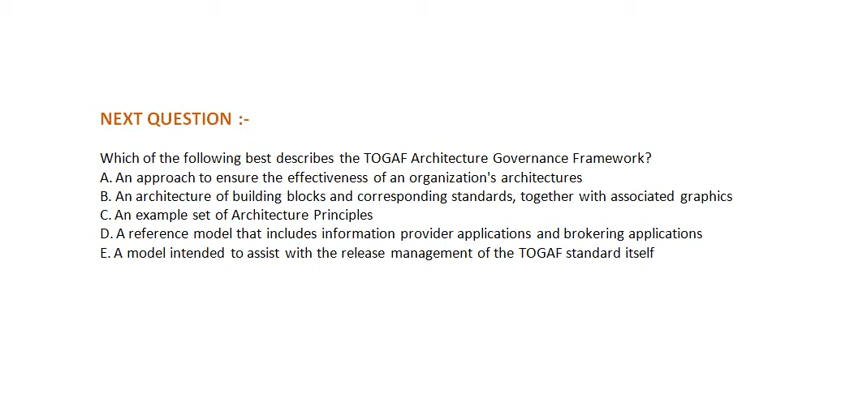 NEXT QUESTION :-
Which of the following best describes the TOGAF Architecture Governance Framework?
A. An approach to ensure the effectiveness of an organization's architectures
B. An architecture of building blocks and corresponding standards, together with associated graphics
C. An example set of Architecture Principles
D. A reference model that includes information provider applications and brokering applications
E. A model intended to assist with the release management of the TOGAF standard itself